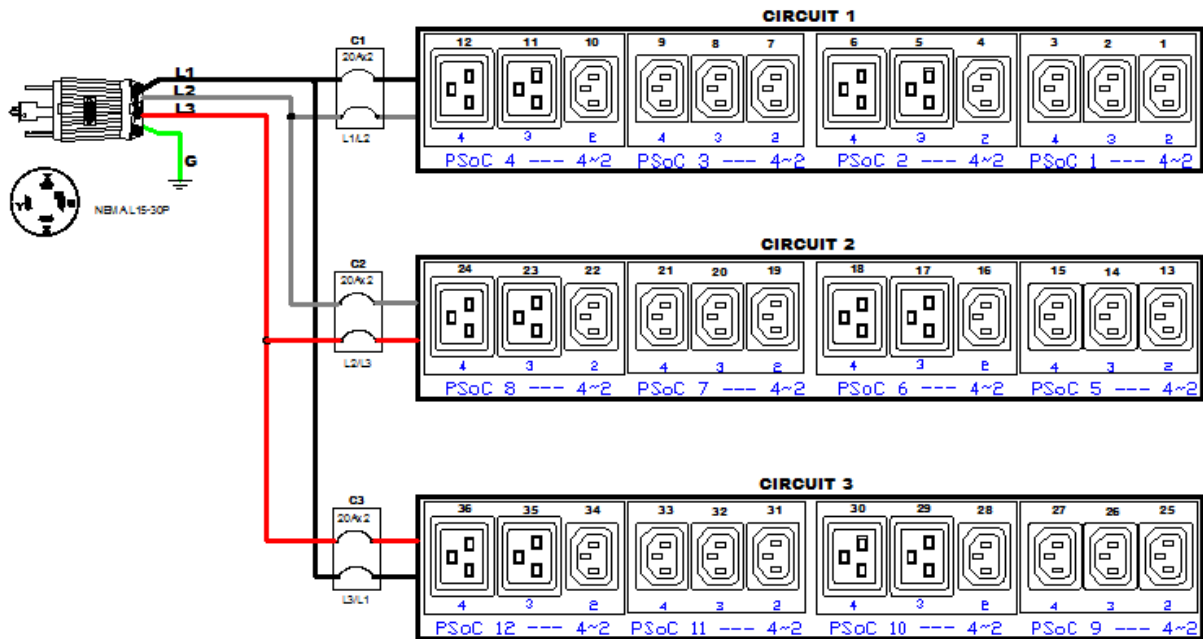 CIRCUIT 1
C1
20Ax2
12 11 10 9 8 7 6 5 4 3 2 1
L1
L2
L3
L1/L2
4 3 2 4 3 2 4 3 2 4 3 2
PSoC 4 --- 4~2 PSoC 3 --- 4~2 PSoC 2 --- 4~2 PSoC 1 --- 4~2
G
Y
NEMA L15-30P
CIRCUIT 2
C2
20Ax2
24 23 22 21 20 19 18 17 16 15 14 13
L2/L3
4 3 2 4 3 2 4 3 2 4 3 2
PSoC 8 --- 4~2 PSoC 7 --- 4~2 PSoC 6 --- 4~2 PSoC 5 --- 4~2
CIRCUIT 3
C3
20Ax2
36 35 34 33 32 31 30 29 28 27 26 25
L3/L1
4 3 2 4 3 2 4 3 2 4 3 2
PSoC 12 --- 4~2 PSoC 11 --- 4~2 PSoC 10 --- 4~2 PSoC 9 --- 4~2